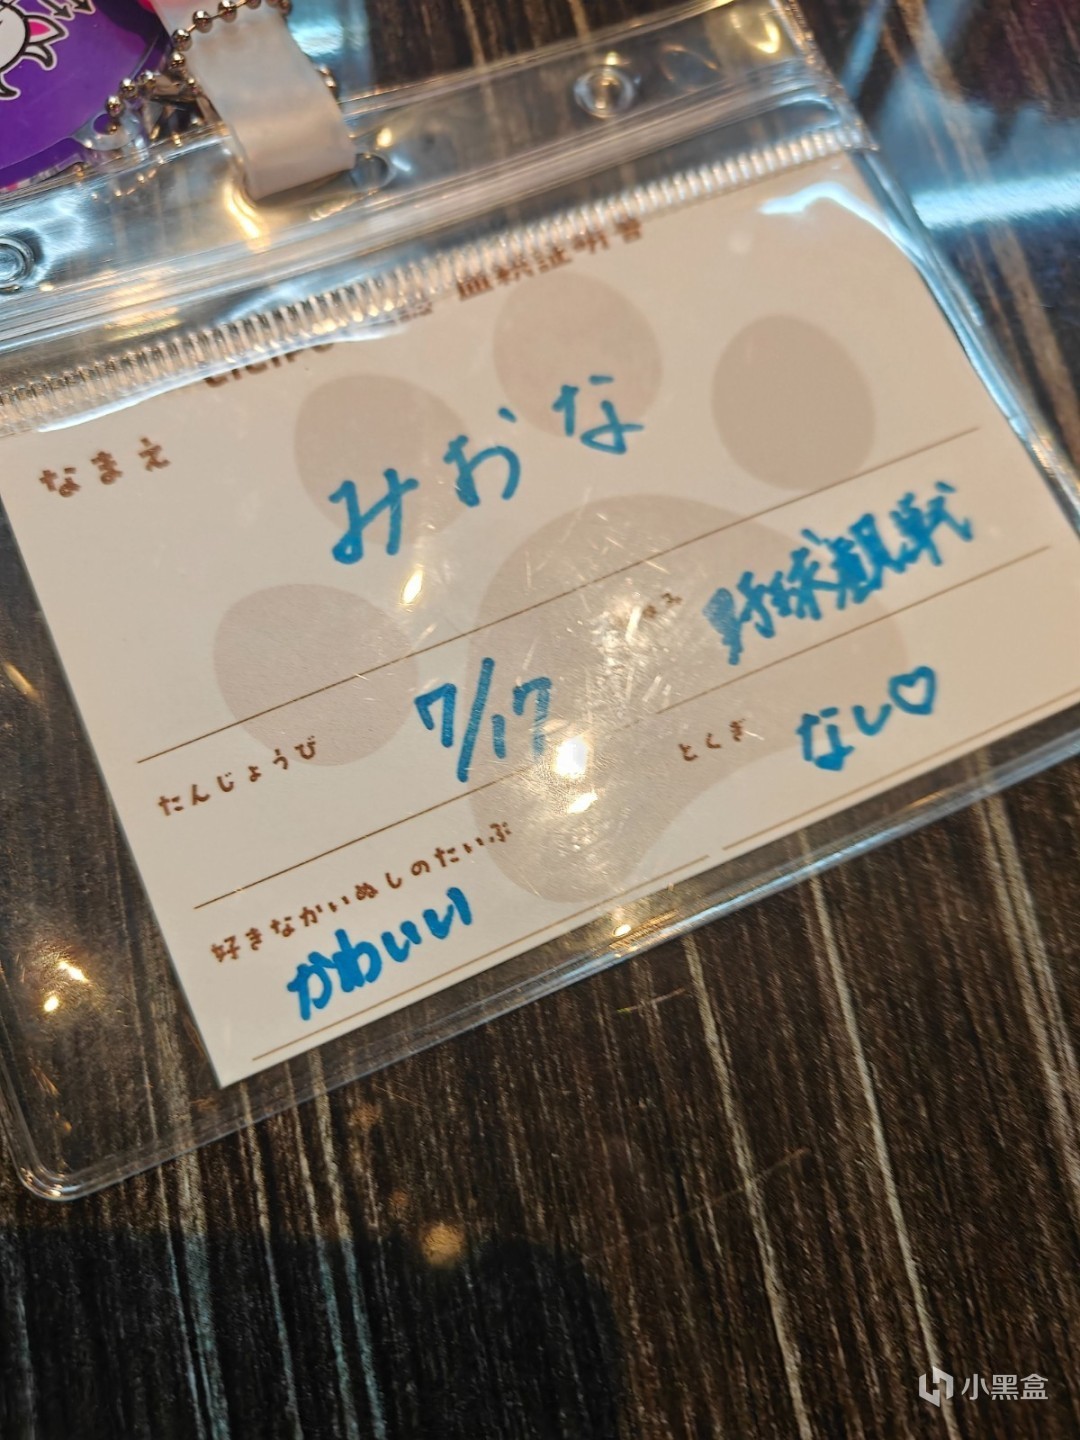 血統証明書
なまえ
みおな
たんじょうび
7/17
野球観戦
好きなかいぬしのたいぷ
かわいい
とくぎ
なし♡
小黑盒